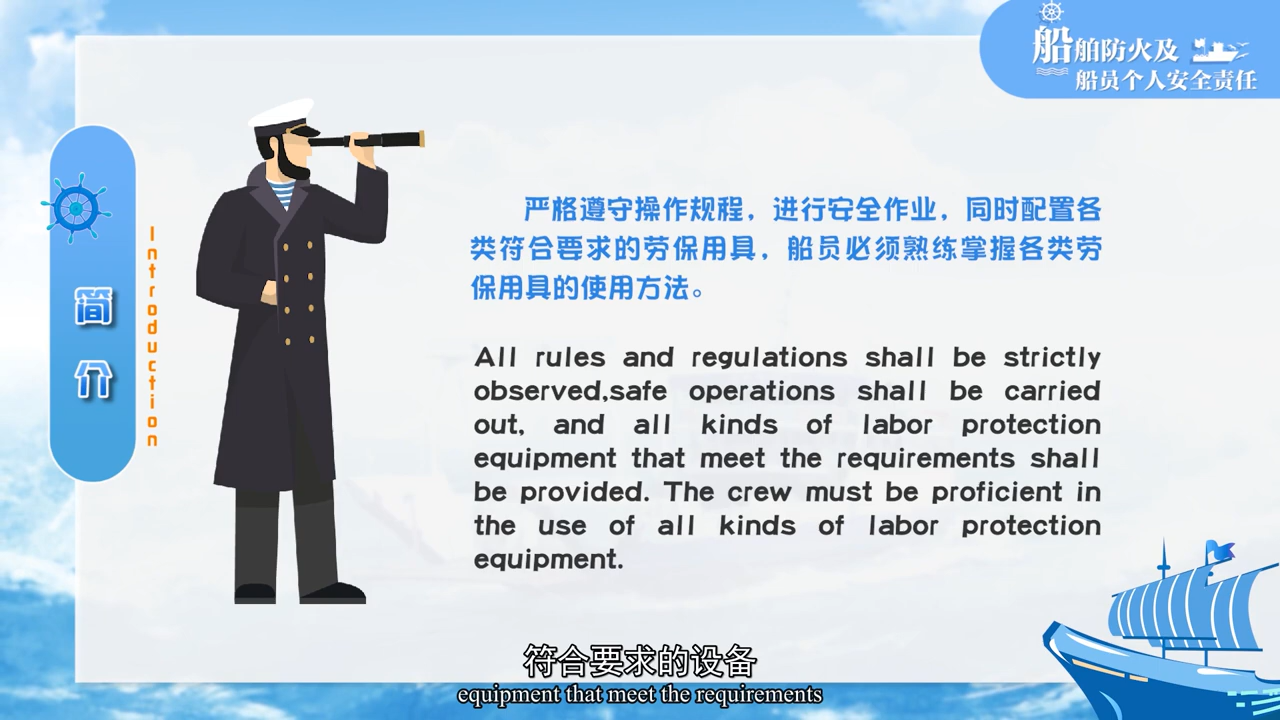 船舶防火及
船员个人安全责任
简介
Introduction
严格遵守操作规程，进行安全作业，同时配置各
类符合要求的劳保用具，船员必须熟练掌握各类劳
保用具的使用方法。
All rules and regulations shall be strictly
observed,safe operations shall be carried
out, and all kinds of labor protection
equipment that meet the requirements shall
be provided. The crew must be proficient in
the use of all kinds of labor protection
equipment.
符合要求的设备
equipment that meet the requirements